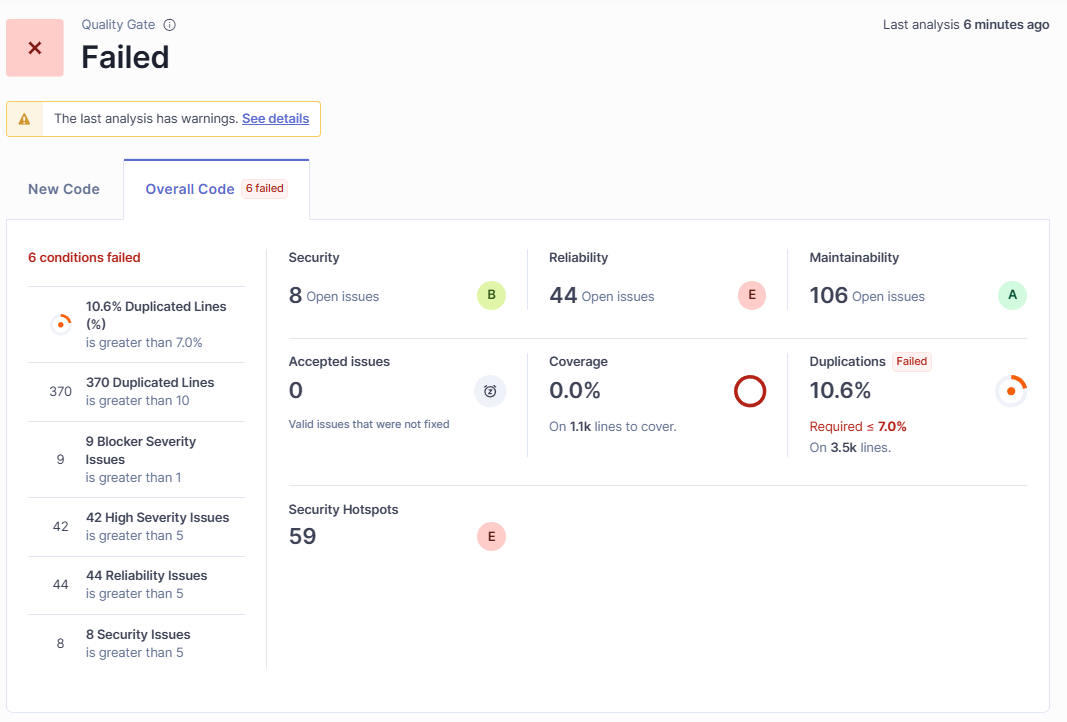 Quality Gate
Failed
Last analysis 6 minutes ago
The last analysis has warnings. See details
New Code
Overall Code 6 failed
6 conditions failed
10.6% Duplicated Lines
(%)
is greater than 7.0%
370
370 Duplicated Lines
is greater than 10
9
9 Blocker Severity
Issues
is greater than 1
42
42 High Severity Issues
is greater than 5
44
44 Reliability Issues
is greater than 5
8
8 Security Issues
is greater than 5
Security
8 Open issues
B
Reliability
44 Open issues
E
Maintainability
106 Open issues
A
Accepted issues
0
Valid issues that were not fixed
Coverage
0.0%
On 1.1k lines to cover.
Duplications Failed
10.6%
Required ≤ 7.0%
On 3.5k lines.
Security Hotspots
59
E